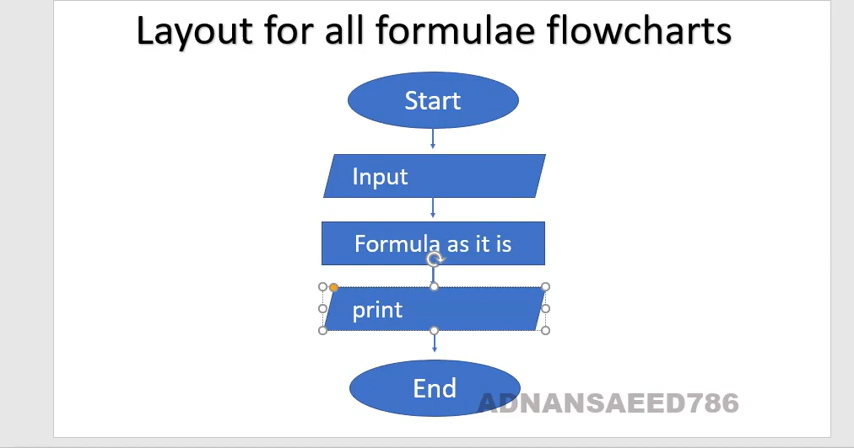 Layout for all formulae flowcharts
Start
Input
Formula as it is
print
End
ADNANSAEED786